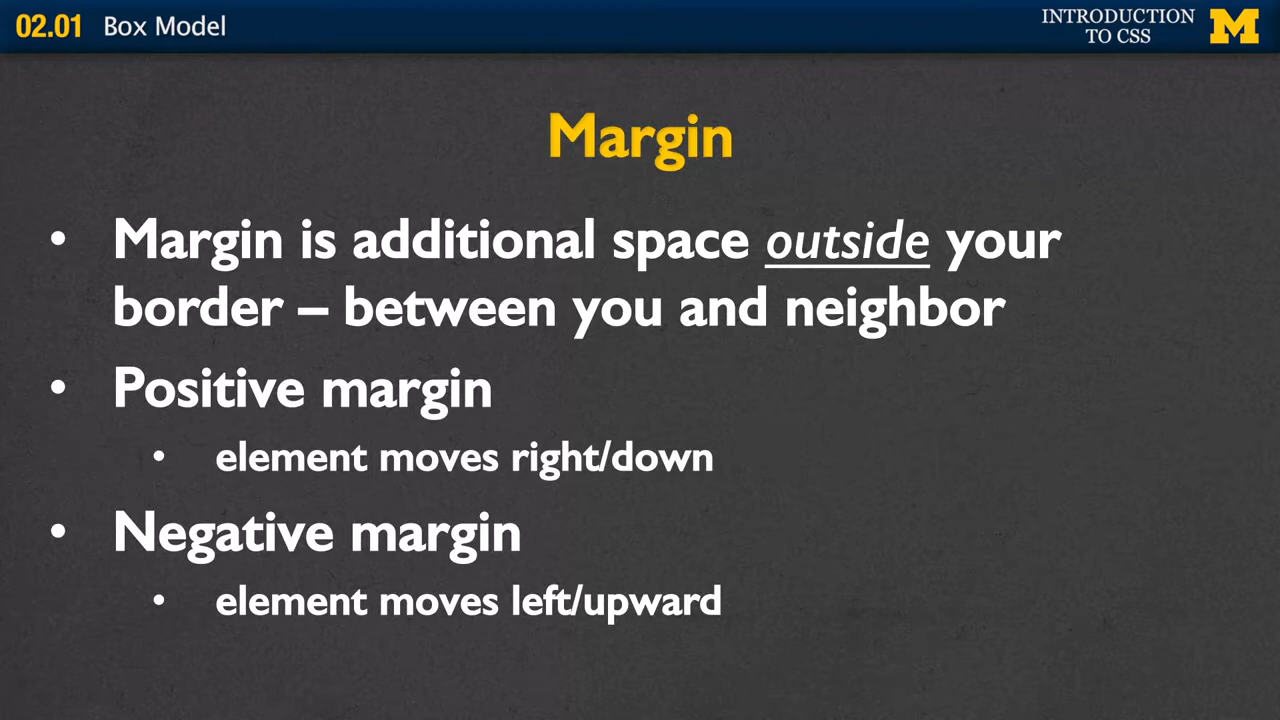 02.01 Box Model
INTRODUCTION
TO CSS
M
Margin
• Margin is additional space outside your
border – between you and neighbor
• Positive margin
• element moves right/down
• Negative margin
• element moves left/upward